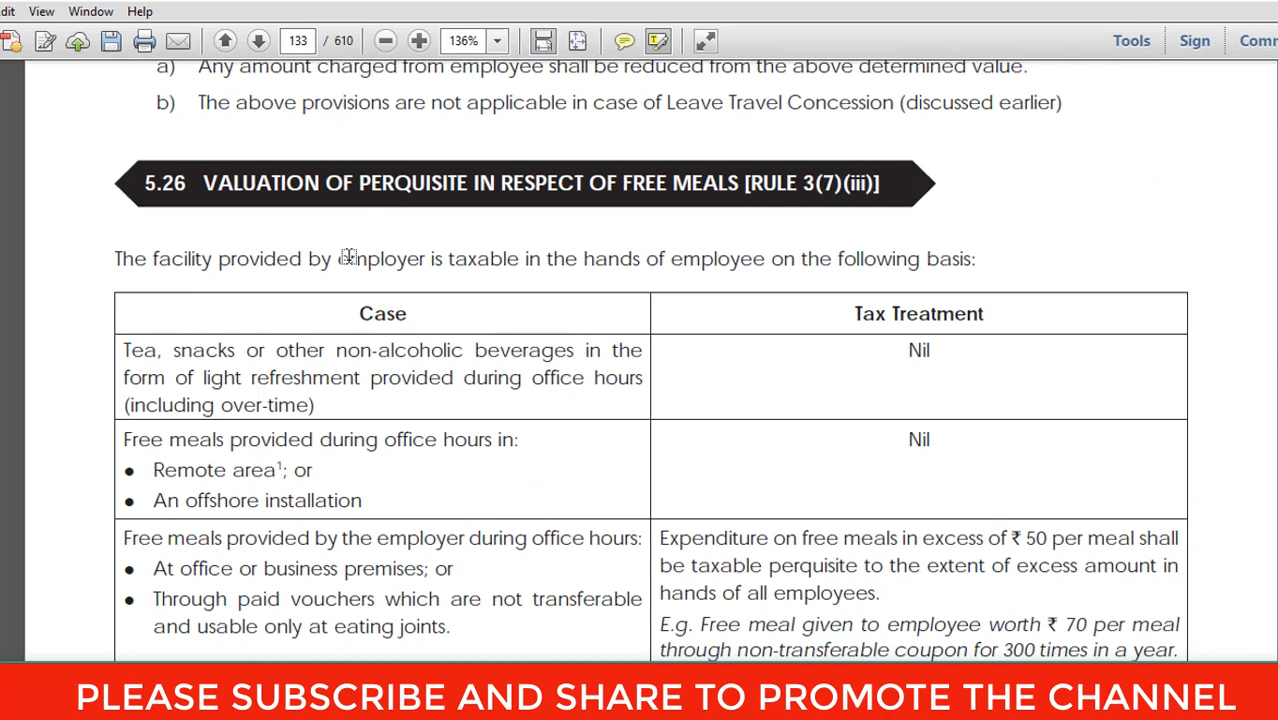 dit View Window Help
133 / 610 136% Tools Sign Comm
a) Any amount charged from employee shall be reduced from the above determined value.
b) The above provisions are not applicable in case of Leave Travel Concession (discussed earlier)
5.26 VALUATION OF PERQUISITE IN RESPECT OF FREE MEALS [RULE 3(7)(iii)]
The facility provided by employer is taxable in the hands of employee on the following basis:
Case Tax Treatment
Tea, snacks or other non-alcoholic beverages in the Nil
form of light refreshment provided during office hours
(including over-time)
Free meals provided during office hours in: Nil
● Remote area¹; or
● An offshore installation
Free meals provided by the employer during office hours: Expenditure on free meals in excess of ₹ 50 per meal shall
● At office or business premises; or be taxable perquisite to the extent of excess amount in
● Through paid vouchers which are not transferable hands of all employees.
and usable only at eating joints. E.g. Free meal given to employee worth ₹ 70 per meal
through non-transferable coupon for 300 times in a year.
PLEASE SUBSCRIBE AND SHARE TO PROMOTE THE CHANNEL